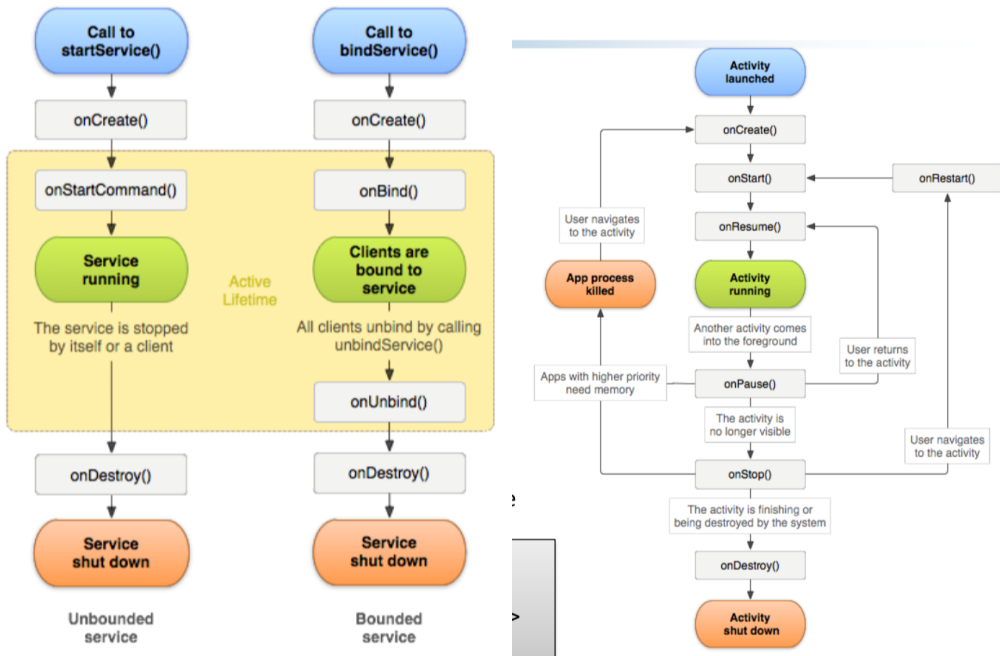 Call to
startService()
onCreate()
onStartCommand()
Service
running
The service is stopped
by itself or a client
onDestroy()
Service
shut down
Unbounded
service
Active
Lifetime
Call to
bindService()
onCreate()
onBind()
Clients are
bound to
service
All clients unbind by calling
unbindService()
onUnbind()
onDestroy()
Service
shut down
Bounded
service
e
>
Activity
launched
onCreate()
onStart()
onRestart()
onResume()
User navigates
to the activity
App process
killed
Activity
running
Another activity comes
into the foreground
User returns
to the activity
Apps with higher priority
need memory
onPause()
The activity is
no longer visible
User navigates
to the activity
onStop()
The activity is finishing or
being destroyed by the system
onDestroy()
Activity
shut down